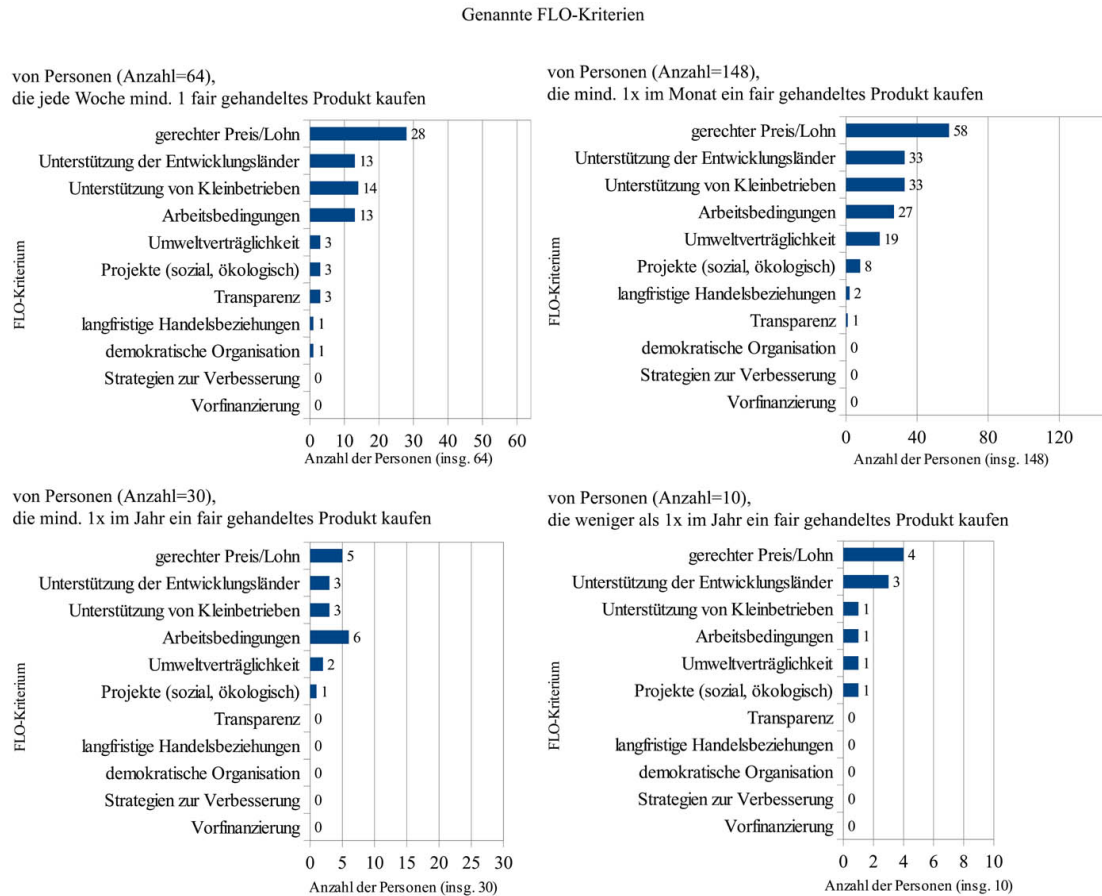 Genannte FLO-Kriterien
von Personen (Anzahl=64),
die jede Woche mind. 1 fair gehandeltes Produkt kaufen
FLO-Kriterium
gerechter Preis/Lohn 28
Unterstützung der Entwicklungsländer 13
Unterstützung von Kleinbetrieben 14
Arbeitsbedingungen 13
Umweltverträglichkeit 3
Projekte (sozial, ökologisch) 3
Transparenz 3
langfristige Handelsbeziehungen 1
demokratische Organisation 1
Strategien zur Verbesserung 0
Vorfinanzierung 0
0 10 20 30 40 50 60
Anzahl der Personen (insg. 64)
von Personen (Anzahl=148),
die mind. 1x im Monat ein fair gehandeltes Produkt kaufen
FLO-Kriterium
gerechter Preis/Lohn 58
Unterstützung der Entwicklungsländer 33
Unterstützung von Kleinbetrieben 33
Arbeitsbedingungen 27
Umweltverträglichkeit 19
Projekte (sozial, ökologisch) 8
langfristige Handelsbeziehungen 2
Transparenz 1
demokratische Organisation 0
Strategien zur Verbesserung 0
Vorfinanzierung 0
0 40 80 120
Anzahl der Personen (insg. 148)
von Personen (Anzahl=30),
die mind. 1x im Jahr ein fair gehandeltes Produkt kaufen
FLO-Kriterium
gerechter Preis/Lohn 5
Unterstützung der Entwicklungsländer 3
Unterstützung von Kleinbetrieben 3
Arbeitsbedingungen 6
Umweltverträglichkeit 2
Projekte (sozial, ökologisch) 1
Transparenz 0
langfristige Handelsbeziehungen 0
demokratische Organisation 0
Strategien zur Verbesserung 0
Vorfinanzierung 0
0 5 10 15 20 25 30
Anzahl der Personen (insg. 30)
von Personen (Anzahl=10),
die weniger als 1x im Jahr ein fair gehandeltes Produkt kaufen
FLO-Kriterium
gerechter Preis/Lohn 4
Unterstützung der Entwicklungsländer 3
Unterstützung von Kleinbetrieben 1
Arbeitsbedingungen 1
Umweltverträglichkeit 1
Projekte (sozial, ökologisch) 1
Transparenz 0
langfristige Handelsbeziehungen 0
demokratische Organisation 0
Strategien zur Verbesserung 0
Vorfinanzierung 0
0 2 4 6 8 10
Anzahl der Personen (insg. 10)